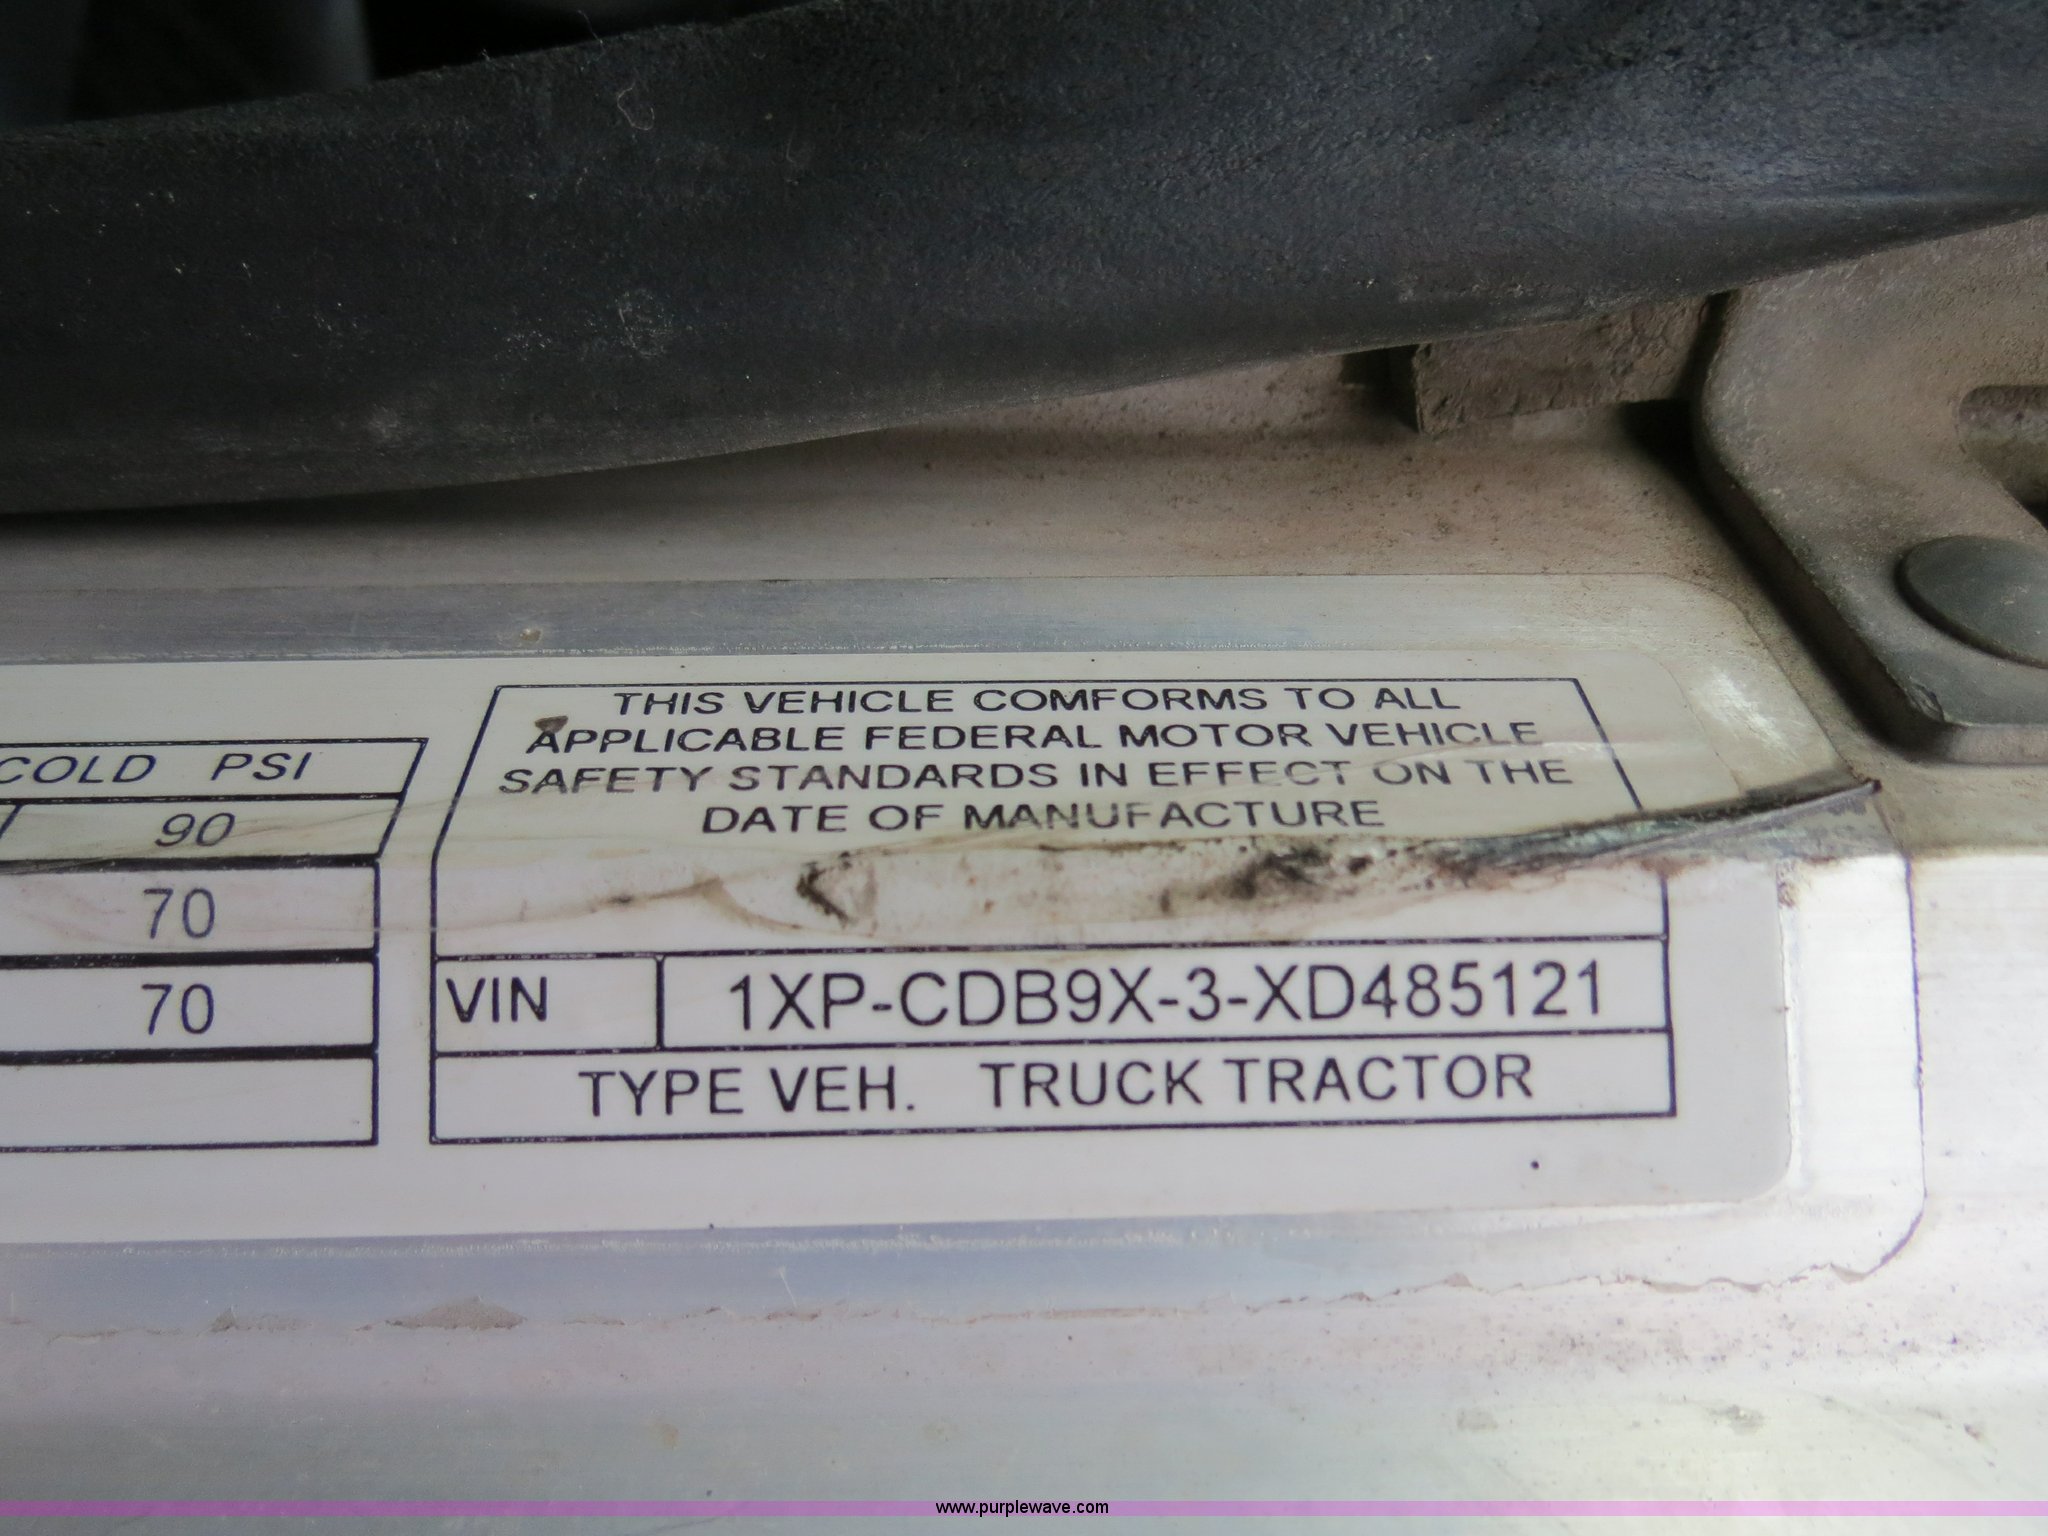 THIS VEHICLE COMFORMS TO ALL
APPLICABLE FEDERAL MOTOR VEHICLE
SAFETY STANDARDS IN EFFECT ON THE
DATE OF MANUFACTURE
COLD PSI
90
70
70
VIN 1XP-CDB9X-3-XD485121
TYPE VEH. TRUCK TRACTOR
www.purplewave.com